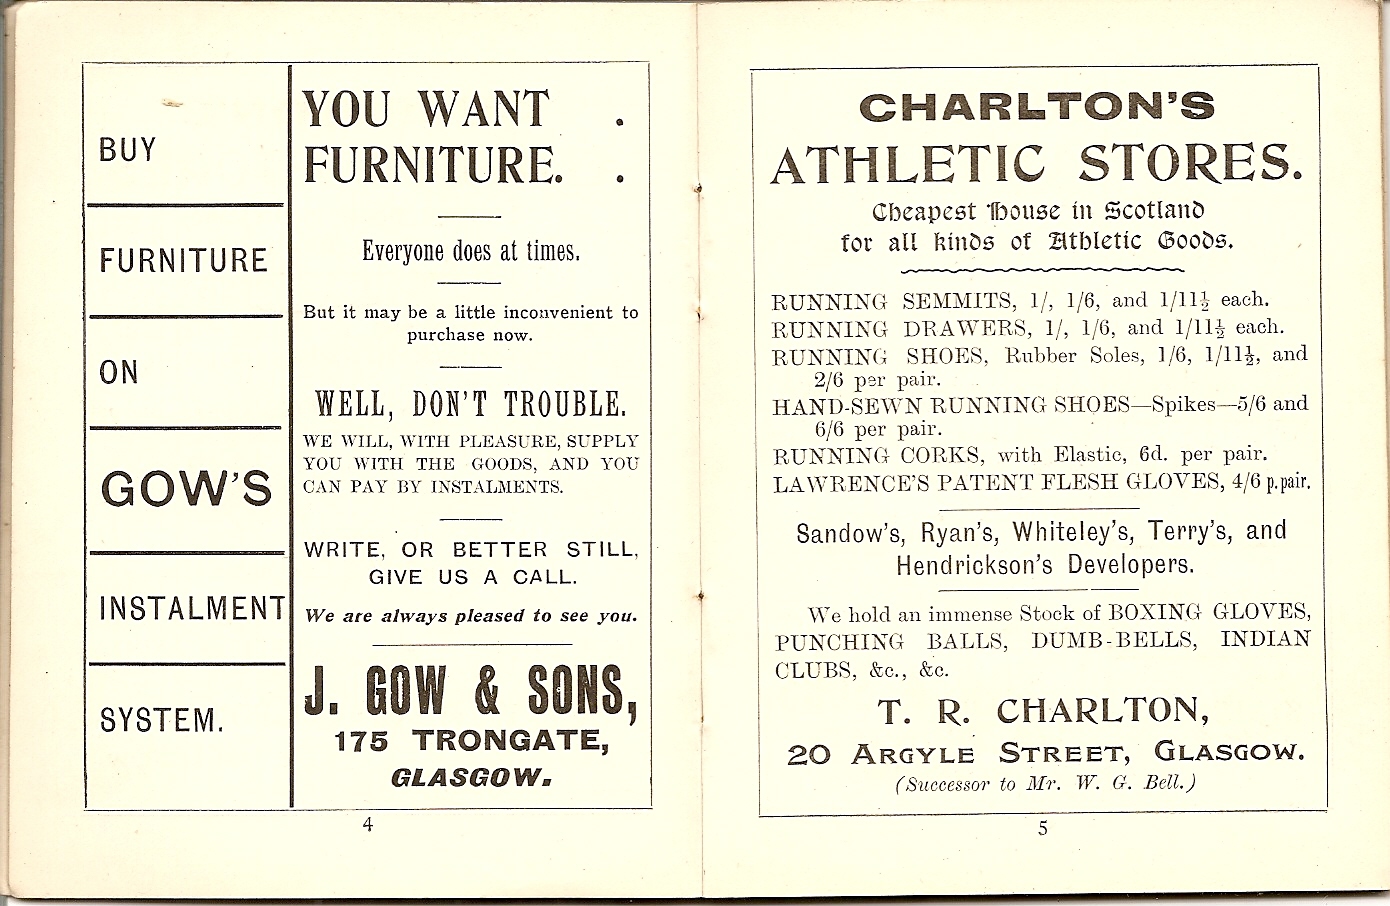 BUY
FURNITURE
ON
GOW'S
INSTALMENT
SYSTEM.
YOU WANT .
FURNITURE. .
Everyone does at times.
But it may be a little inconvenient to
purchase now.
WELL, DON'T TROUBLE.
WE WILL, WITH PLEASURE, SUPPLY
YOU WITH THE GOODS, AND YOU
CAN PAY BY INSTALMENTS.
WRITE, OR BETTER STILL,
GIVE US A CALL.
We are always pleased to see you.
J. GOW & SONS,
175 TRONGATE,
GLASGOW.
4
CHARLTON'S
ATHLETIC STORES.
Cheapest House in Scotland
for all kinds of Athletic Goods.
RUNNING SEMMITS, 1/, 1/6, and 1/11½ each.
RUNNING DRAWERS, 1/, 1/6, and 1/11½ each.
RUNNING SHOES, Rubber Soles, 1/6, 1/11½, and
2/6 per pair.
HAND-SEWN RUNNING SHOES—Spikes—5/6 and
6/6 per pair.
RUNNING CORKS, with Elastic, 6d. per pair.
LAWRENCE'S PATENT FLESH GLOVES, 4/6 p. pair.
Sandow's, Ryan's, Whiteley's, Terry's, and
Hendrickson's Developers.
We hold an immense Stock of BOXING GLOVES,
PUNCHING BALLS, DUMB-BELLS, INDIAN
CLUBS, &c., &c.
T. R. CHARLTON,
20 ARGYLE STREET, GLASGOW.
(Successor to Mr. W. G. Bell.)
5